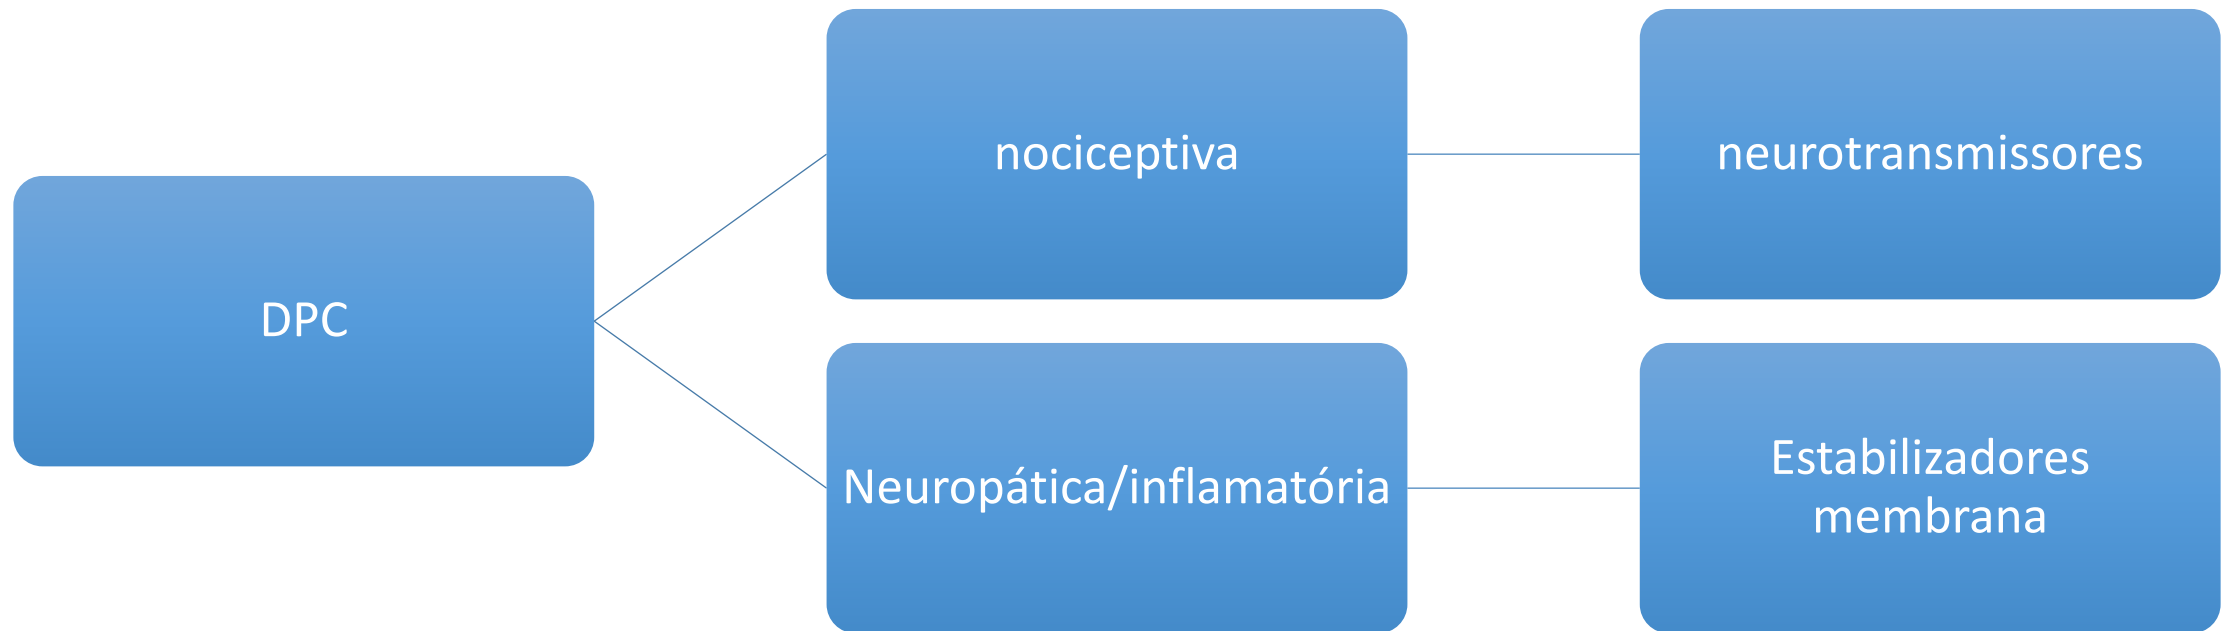 DPC
nociceptiva
neurotransmissores
Neuropática/inflamatória
Estabilizadores
membrana